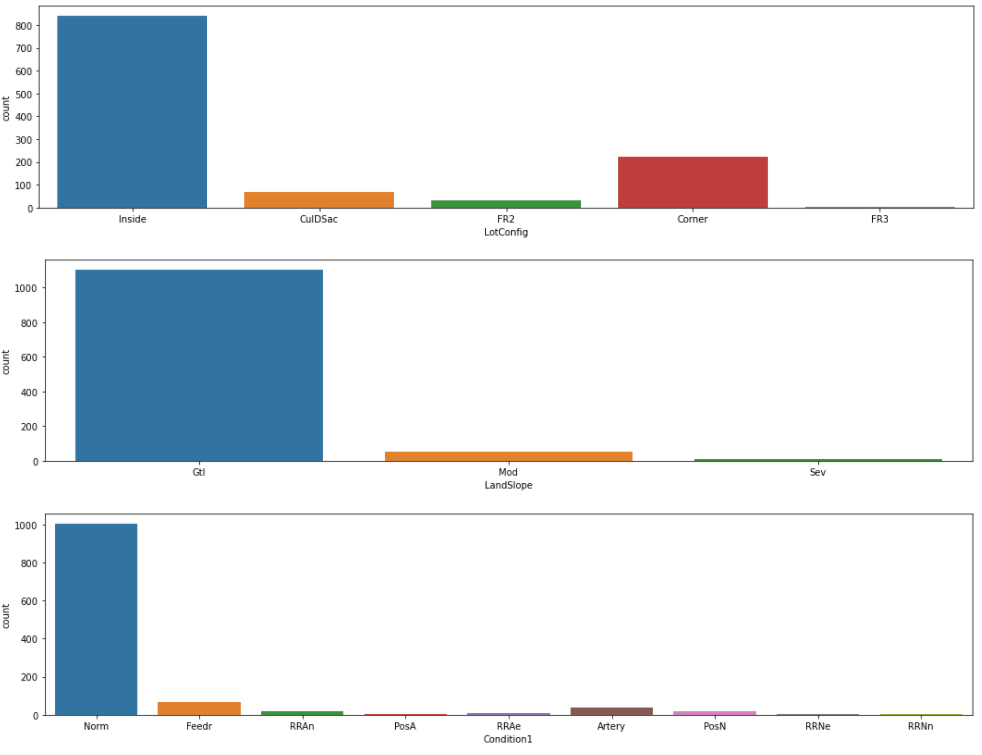 800
700
600
500
400
300
200
100
0
count
Inside CulDSac FR2 Corner FR3
LotConfig
1000
800
600
400
200
0
count
Gtl Mod Sev
LandSlope
1000
800
600
400
200
0
count
Norm Feedr RRAn PosA RRAe Artery PosN RRNe RRNn
Condition1